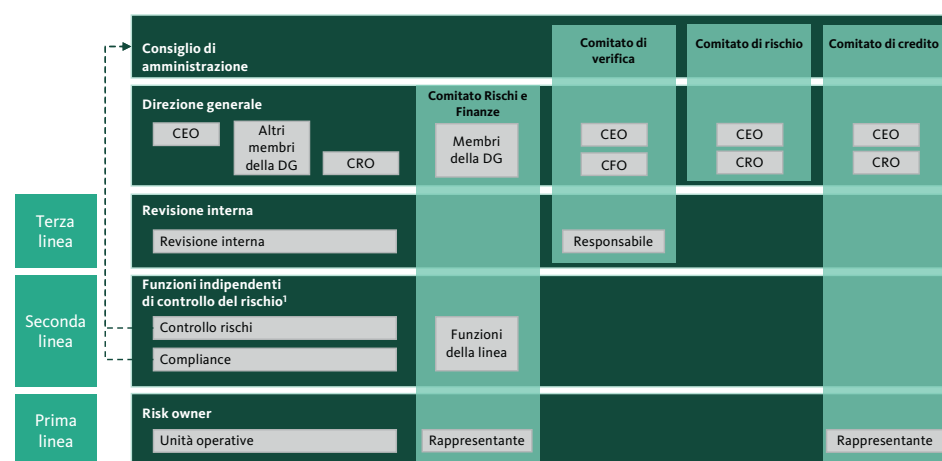 Consiglio di
amministrazione
Comitato di
verifica
Comitato di rischio
Comitato di credito
Direzione generale
Comitato Rischi e
Finanze
CEO
Altri
membri
della DG
CRO
Membri
della DG
CEO
CFO
CEO
CRO
CEO
CRO
Terza
linea
Revisione interna
Revisione interna
Responsabile
Seconda
linea
Funzioni indipendenti
di controllo del rischio¹
Controllo rischi
Compliance
Funzioni
della linea
Prima
linea
Risk owner
Unità operative
Rappresentante
Rappresentante